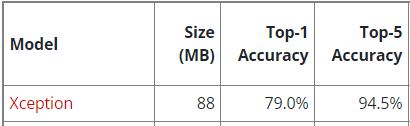 Model Size (MB) Top-1 Accuracy Top-5 Accuracy
Xception 88 79.0% 94.5%